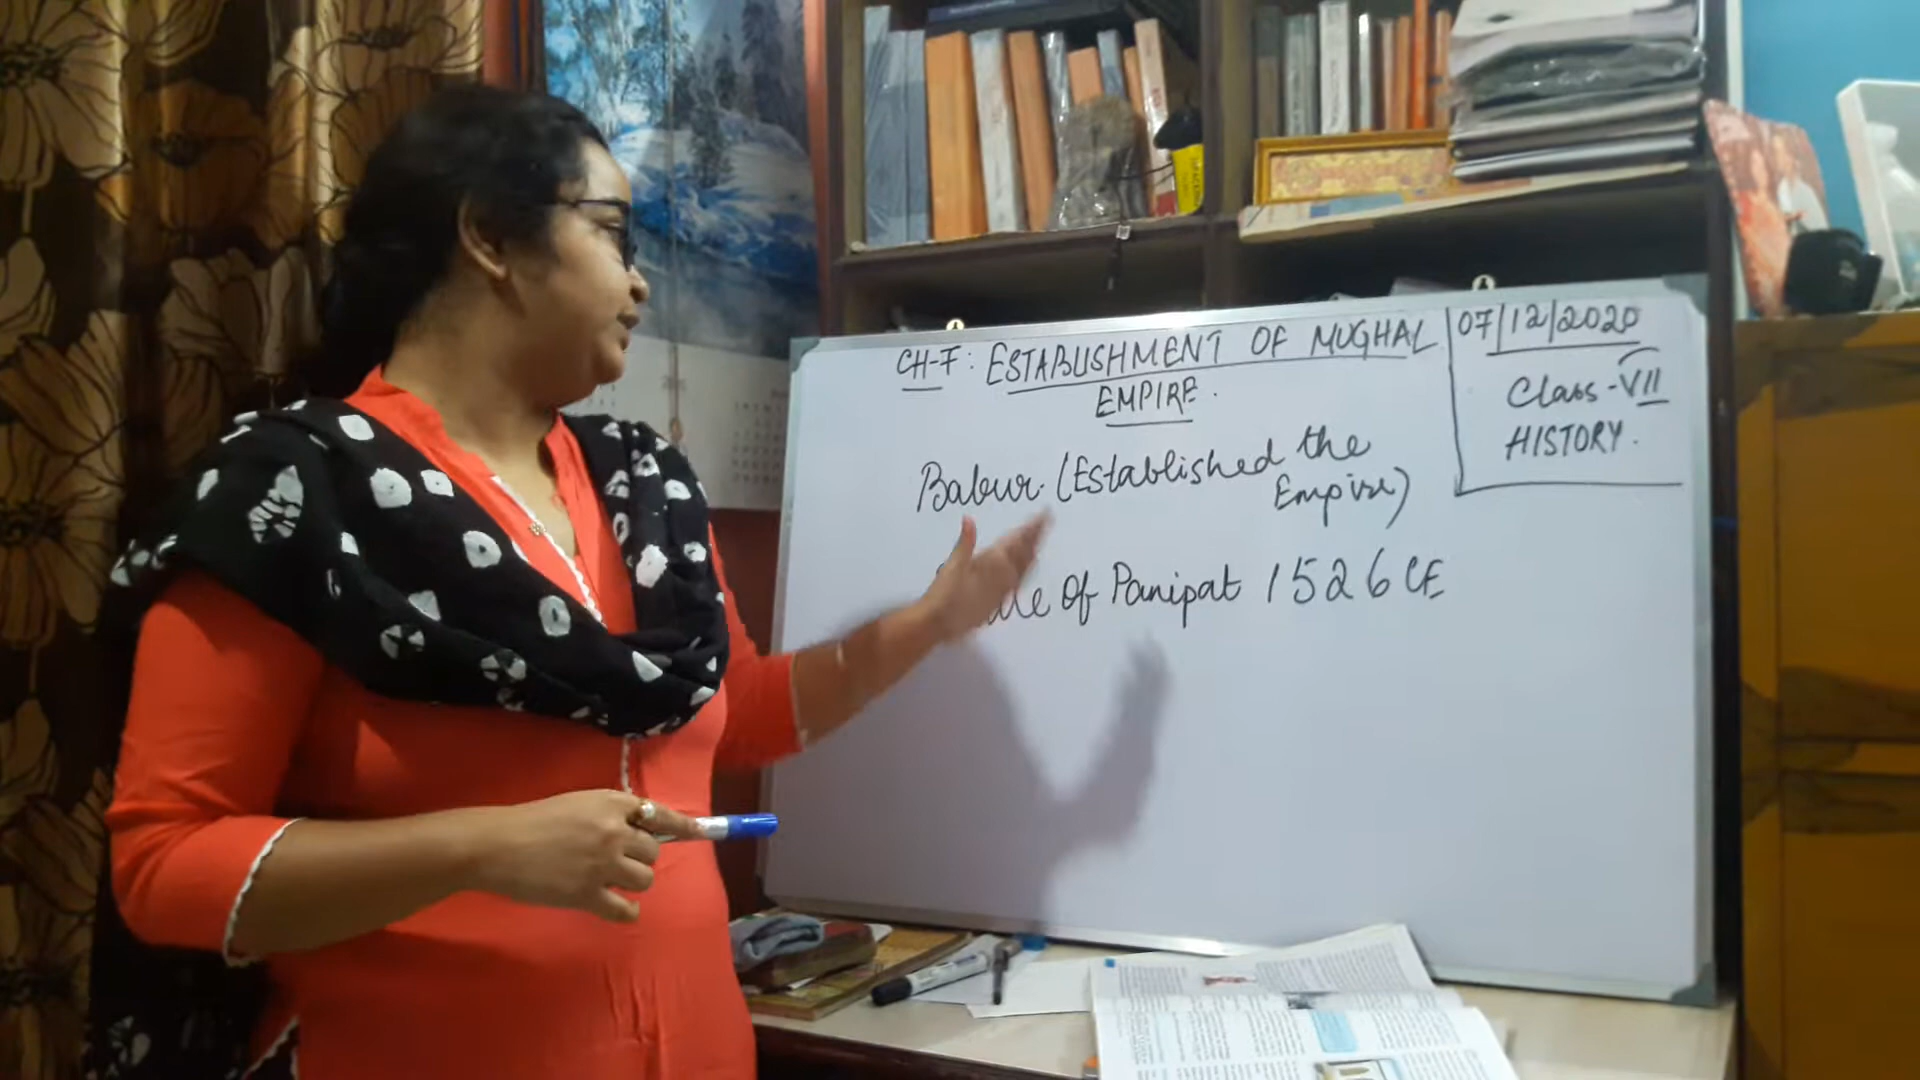 CH-7: ESTABLISHMENT OF MUGHAL
EMPIRE.
07/12/2020
Class-VII
HISTORY.
Babur. (Established the
Empire)
Of Panipat 1526 CE